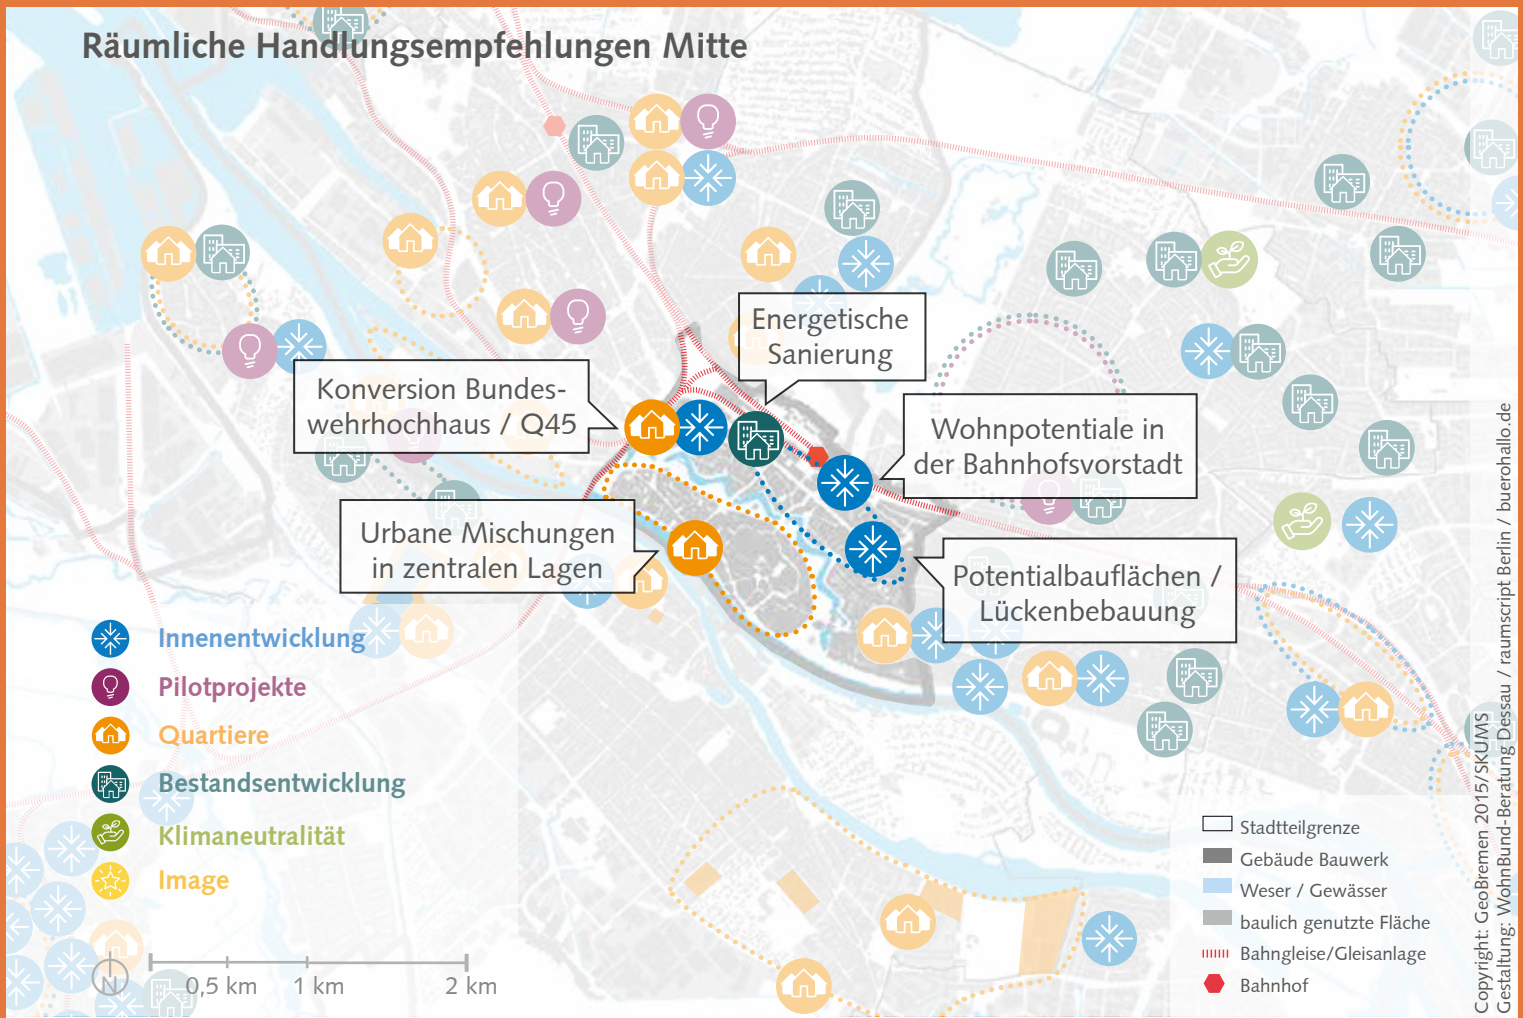 Räumliche Handlungsempfehlungen Mitte
Energetische
Sanierung
Konversion Bundes-
wehrhochhaus / Q45
Wohnpotentiale in
der Bahnhofsvorstadt
Urbane Mischungen
in zentralen Lagen
Potentialbauflächen /
Lückenbebauung
Innenentwicklung
Pilotprojekte
Quartiere
Bestandsentwicklung
Klimaneutralität
Image
N
0,5 km
1 km
2 km
Stadtteilgrenze
Gebäude Bauwerk
Weser / Gewässer
baulich genutzte Fläche
Bahngleise/Gleisanlage
Bahnhof
Copyright: GeoBremen 2015/SKUMS
Gestaltung: WohnBund-Beratung Dessau / raumscript Berlin / buerohallo.de